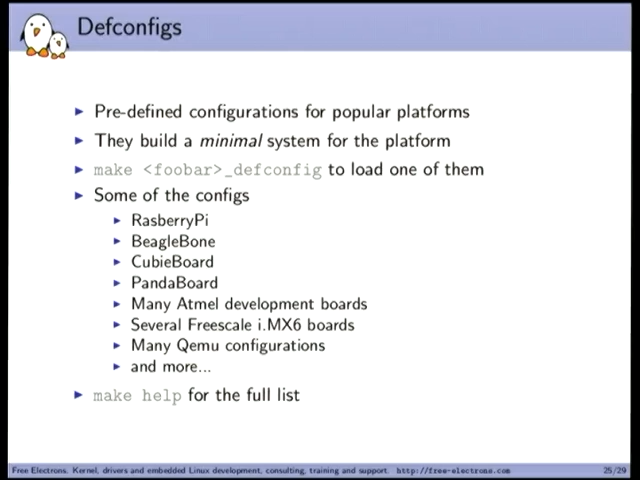 Defconfigs
Pre-defined configurations for popular platforms
They build a minimal system for the platform
make <foobar>_defconfig to load one of them
Some of the configs
RasberryPi
BeagleBone
CubieBoard
PandaBoard
Many Atmel development boards
Several Freescale i.MX6 boards
Many Qemu configurations
and more...
make help for the full list
Free Electrons. Kernel, drivers and embedded Linux development, consulting, training and support. http://free-electrons.com
25/29